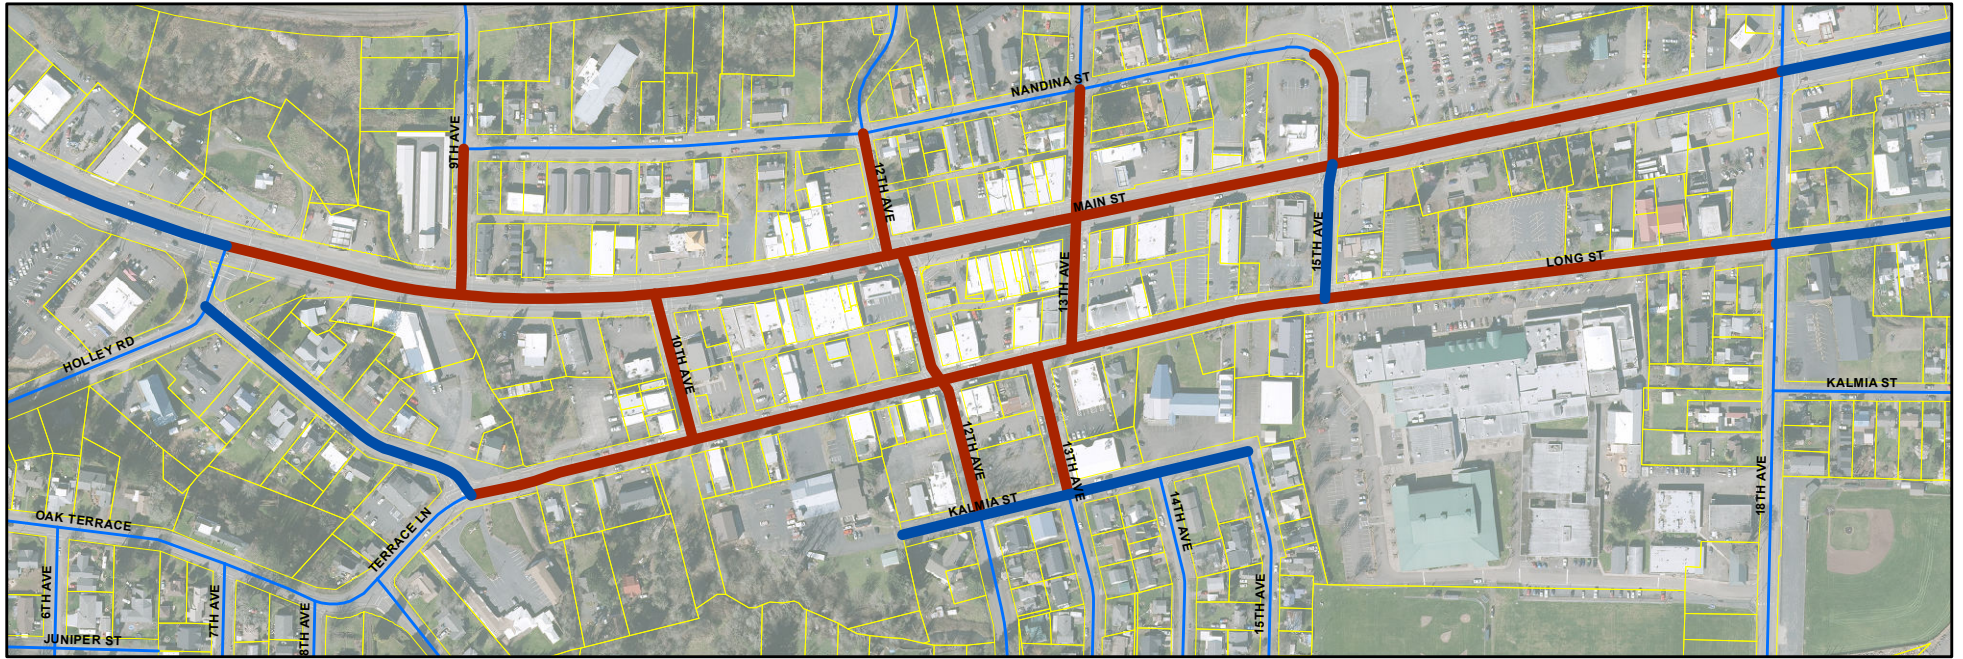 NANDINA ST
9TH AVE
12TH AVE
MAIN ST
15TH AVE
13TH AVE
LONG ST
HOLLEY RD
10TH AVE
KALMIA ST
12TH AVE
13TH AVE
18TH AVE
KALMIA ST
14TH AVE
OAK TERRACE
TERRACE LN
6TH AVE
7TH AVE
8TH AVE
15TH AVE
JUNIPER ST